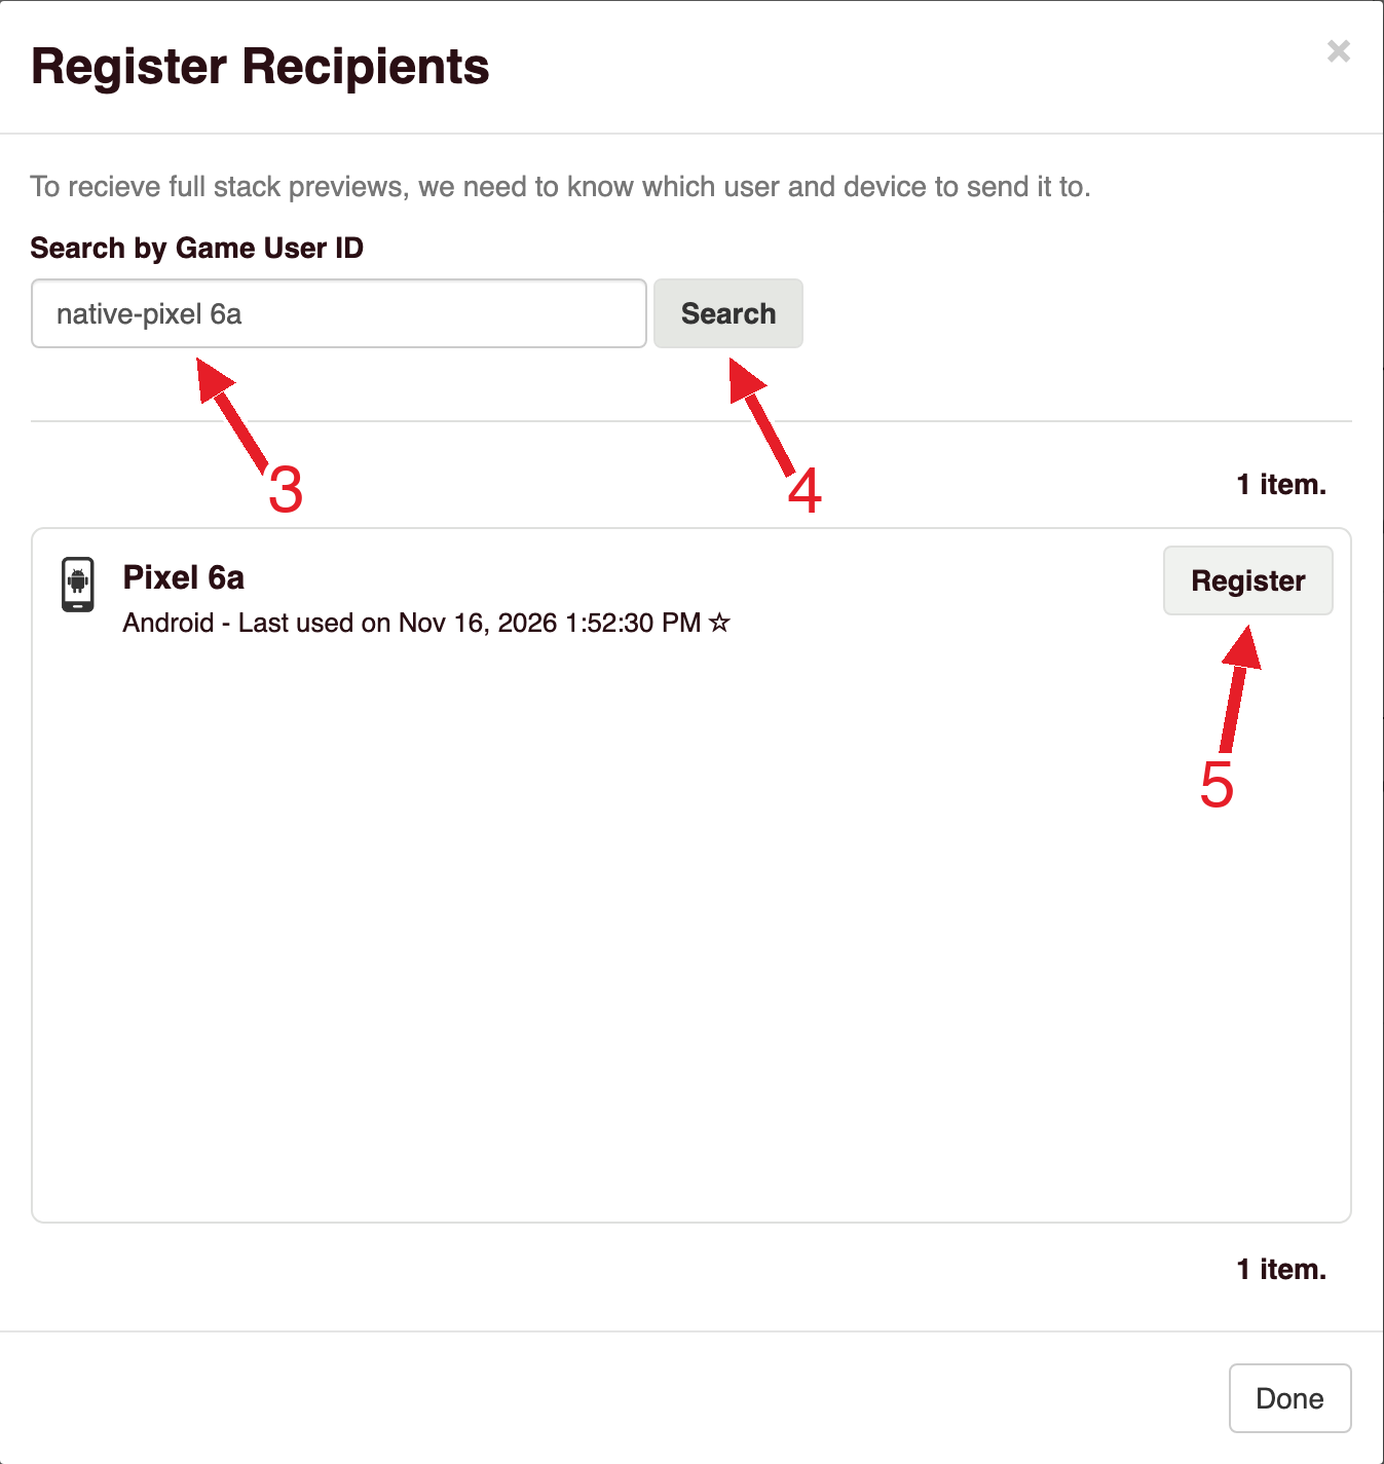 Register Recipients
×
To recieve full stack previews, we need to know which user and device to send it to.
Search by Game User ID
native-pixel 6a
Search
3
4
1 item.
Pixel 6a
Register
Android - Last used on Nov 16, 2026 1:52:30 PM ☆
5
1 item.
Done